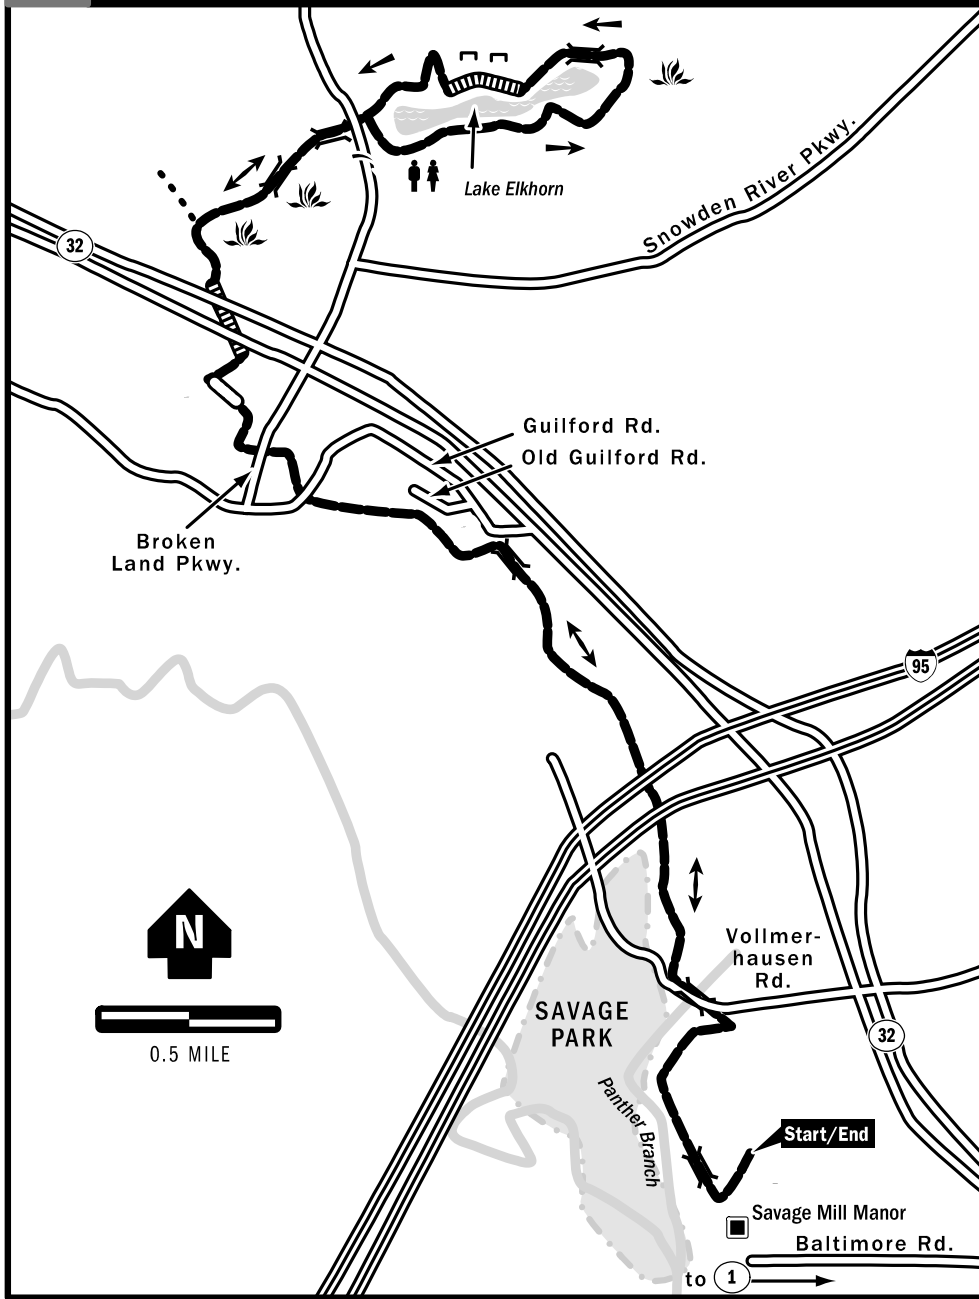 Lake Elkhorn
Snowden River Pkwy.
32
Guilford Rd.
Old Guilford Rd.
Broken
Land Pkwy.
95
Vollmer-
hausen
Rd.
N
SAVAGE
PARK
0.5 MILE
32
Panther Branch
Start/End
Savage Mill Manor
Baltimore Rd.
to 1